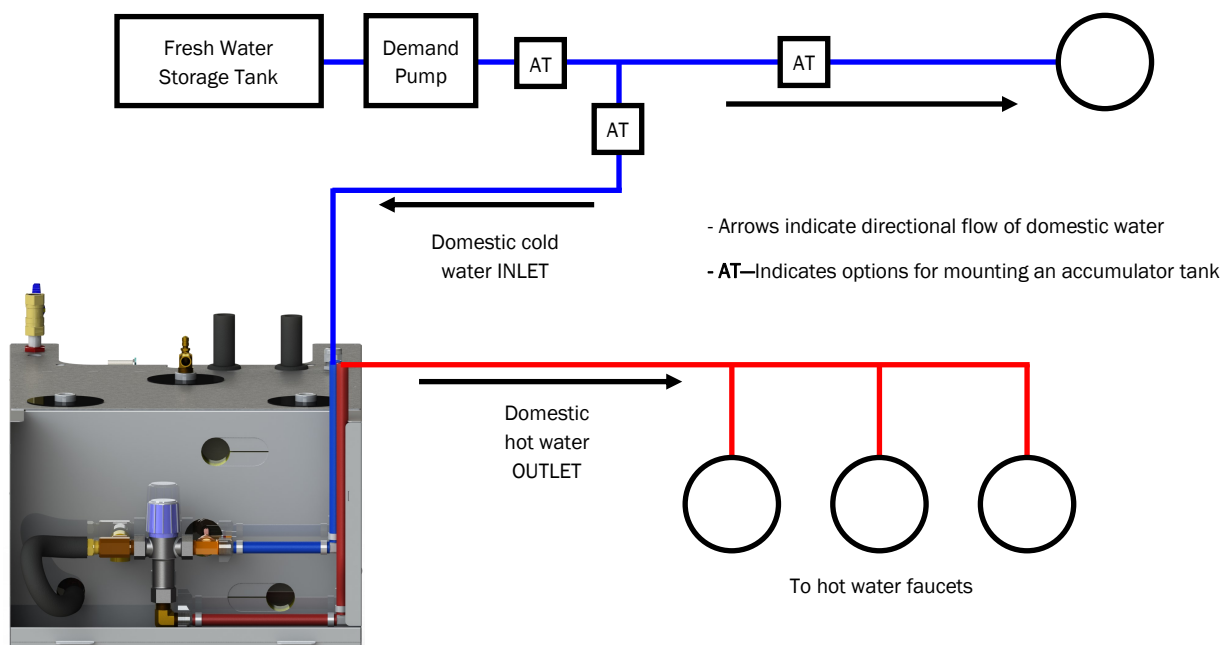 Fresh Water
Storage Tank
Demand
Pump
AT
AT
AT
Domestic cold
water INLET
- Arrows indicate directional flow of domestic water
- AT—Indicates options for mounting an accumulator tank
Domestic
hot water
OUTLET
To hot water faucets